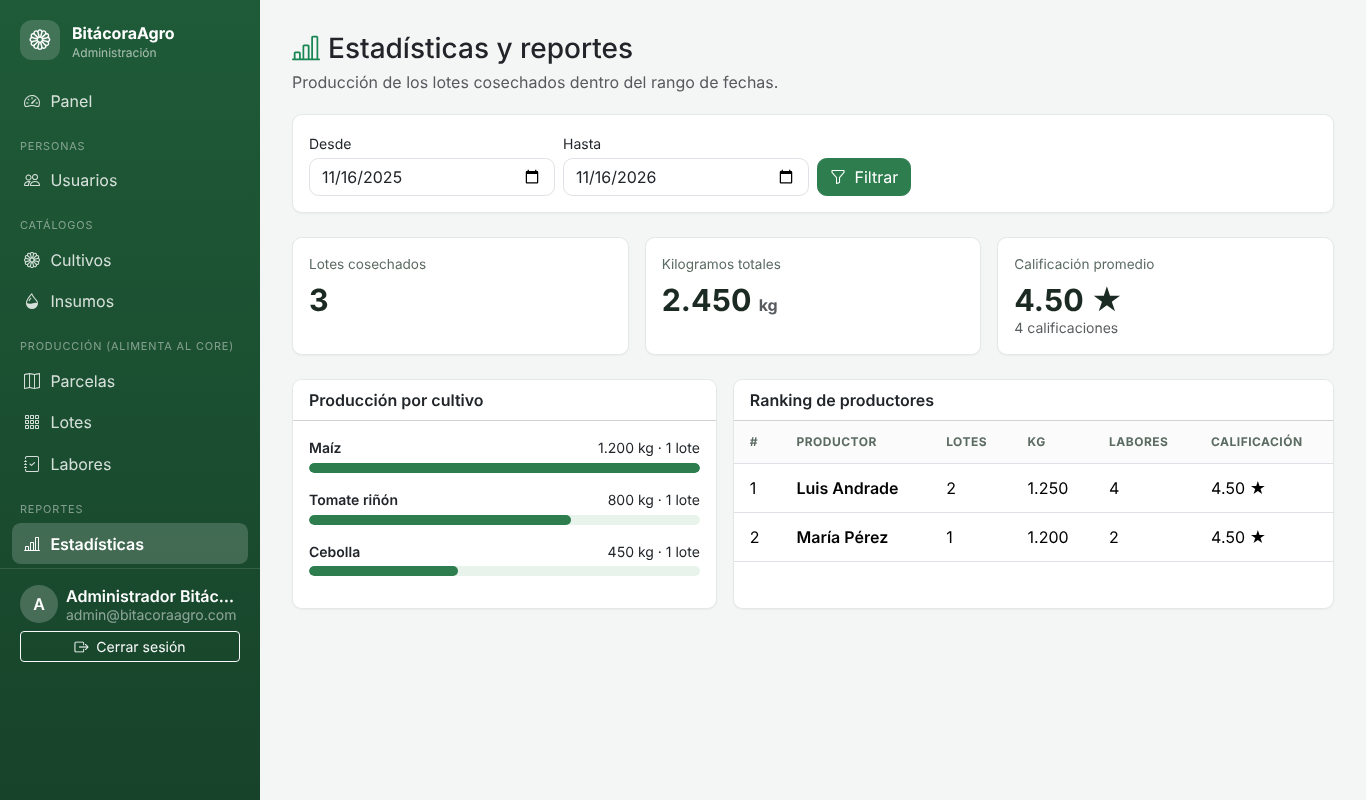 BitácoraAgro
Administración
Panel
PERSONAS
Usuarios
CATÁLOGOS
Cultivos
Insumos
PRODUCCIÓN (ALIMENTA AL CORE)
Parcelas
Lotes
Labores
REPORTES
Estadísticas
A
Administrador Bitác...
admin@bitacoraagro.com
Cerrar sesión
Estadísticas y reportes
Producción de los lotes cosechados dentro del rango de fechas.
Desde
Hasta
11/16/2025
11/16/2026
Filtrar
Lotes cosechados
3
Kilogramos totales
2.450 kg
Calificación promedio
4.50 ★
4 calificaciones
Producción por cultivo
Maíz 1.200 kg · 1 lote
Tomate riñón 800 kg · 1 lote
Cebolla 450 kg · 1 lote
Ranking de productores
# PRODUCTOR LOTES KG LABORES CALIFICACIÓN
1 Luis Andrade 2 1.250 4 4.50 ★
2 María Pérez 1 1.200 2 4.50 ★